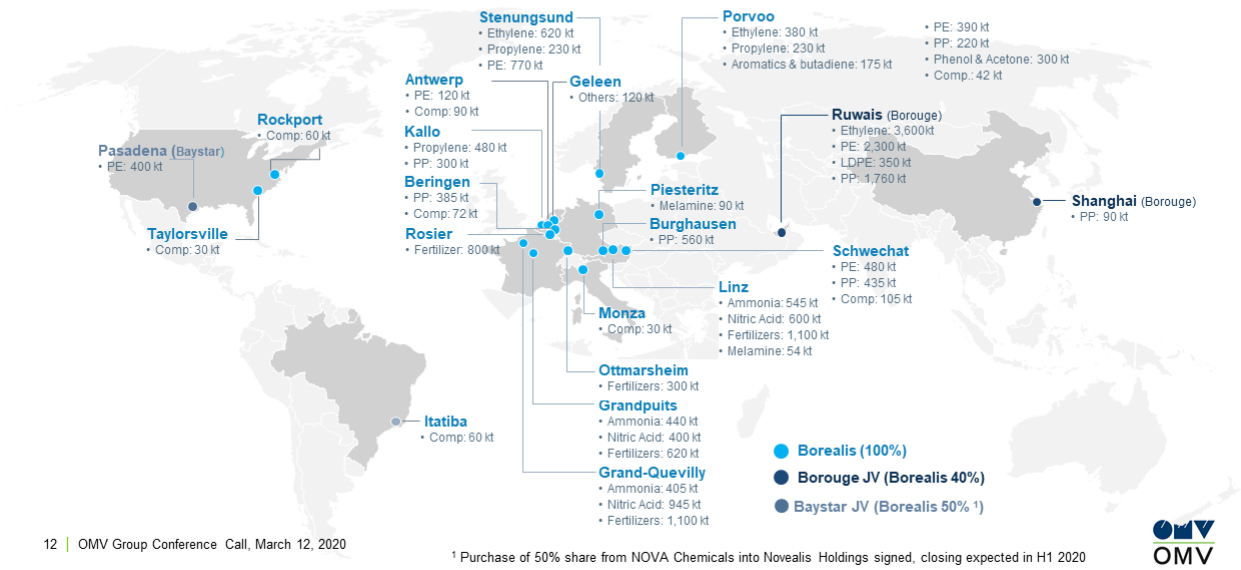 Stenungsund
• Ethylene: 620 kt
• Propylene: 230 kt
• PE: 770 kt
Porvoo
• Ethylene: 380 kt
• Propylene: 230 kt
• Aromatics & butadiene: 175 kt
• PE: 390 kt
• PP: 220 kt
• Phenol & Acetone: 300 kt
• Comp.: 42 kt
Antwerp
• PE: 120 kt
• Comp: 90 kt
Geleen
• Others: 120 kt
Rockport
• Comp: 60 kt
Pasadena (Baystar)
• PE: 400 kt
Kallo
• Propylene: 480 kt
• PP: 300 kt
Ruwais (Borouge)
• Ethylene: 3,600kt
• PE: 2,300 kt
• LDPE: 350 kt
• PP: 1,760 kt
Beringen
• PP: 385 kt
• Comp: 72 kt
Piesteritz
• Melamine: 90 kt
Shanghai (Borouge)
• PP: 90 kt
Taylorsville
• Comp: 30 kt
Rosier
• Fertilizer: 800 kt
Burghausen
• PP: 560 kt
Schwechat
• PE: 480 kt
• PP: 435 kt
• Comp: 105 kt
Linz
• Ammonia: 545 kt
• Nitric Acid: 600 kt
• Fertilizers: 1,100 kt
• Melamine: 54 kt
Monza
• Comp: 30 kt
Ottmarsheim
• Fertilizers: 300 kt
Grandpuits
• Ammonia: 440 kt
• Nitric Acid: 400 kt
• Fertilizers: 620 kt
Itatiba
• Comp: 60 kt
Grand-Quevilly
• Ammonia: 405 kt
• Nitric Acid: 945 kt
• Fertilizers: 1,100 kt
Borealis (100%)
Borouge JV (Borealis 40%)
Baystar JV (Borealis 50% ¹)
12 | OMV Group Conference Call, March 12, 2020
¹ Purchase of 50% share from NOVA Chemicals into Novealis Holdings signed, closing expected in H1 2020
OMV
OMV